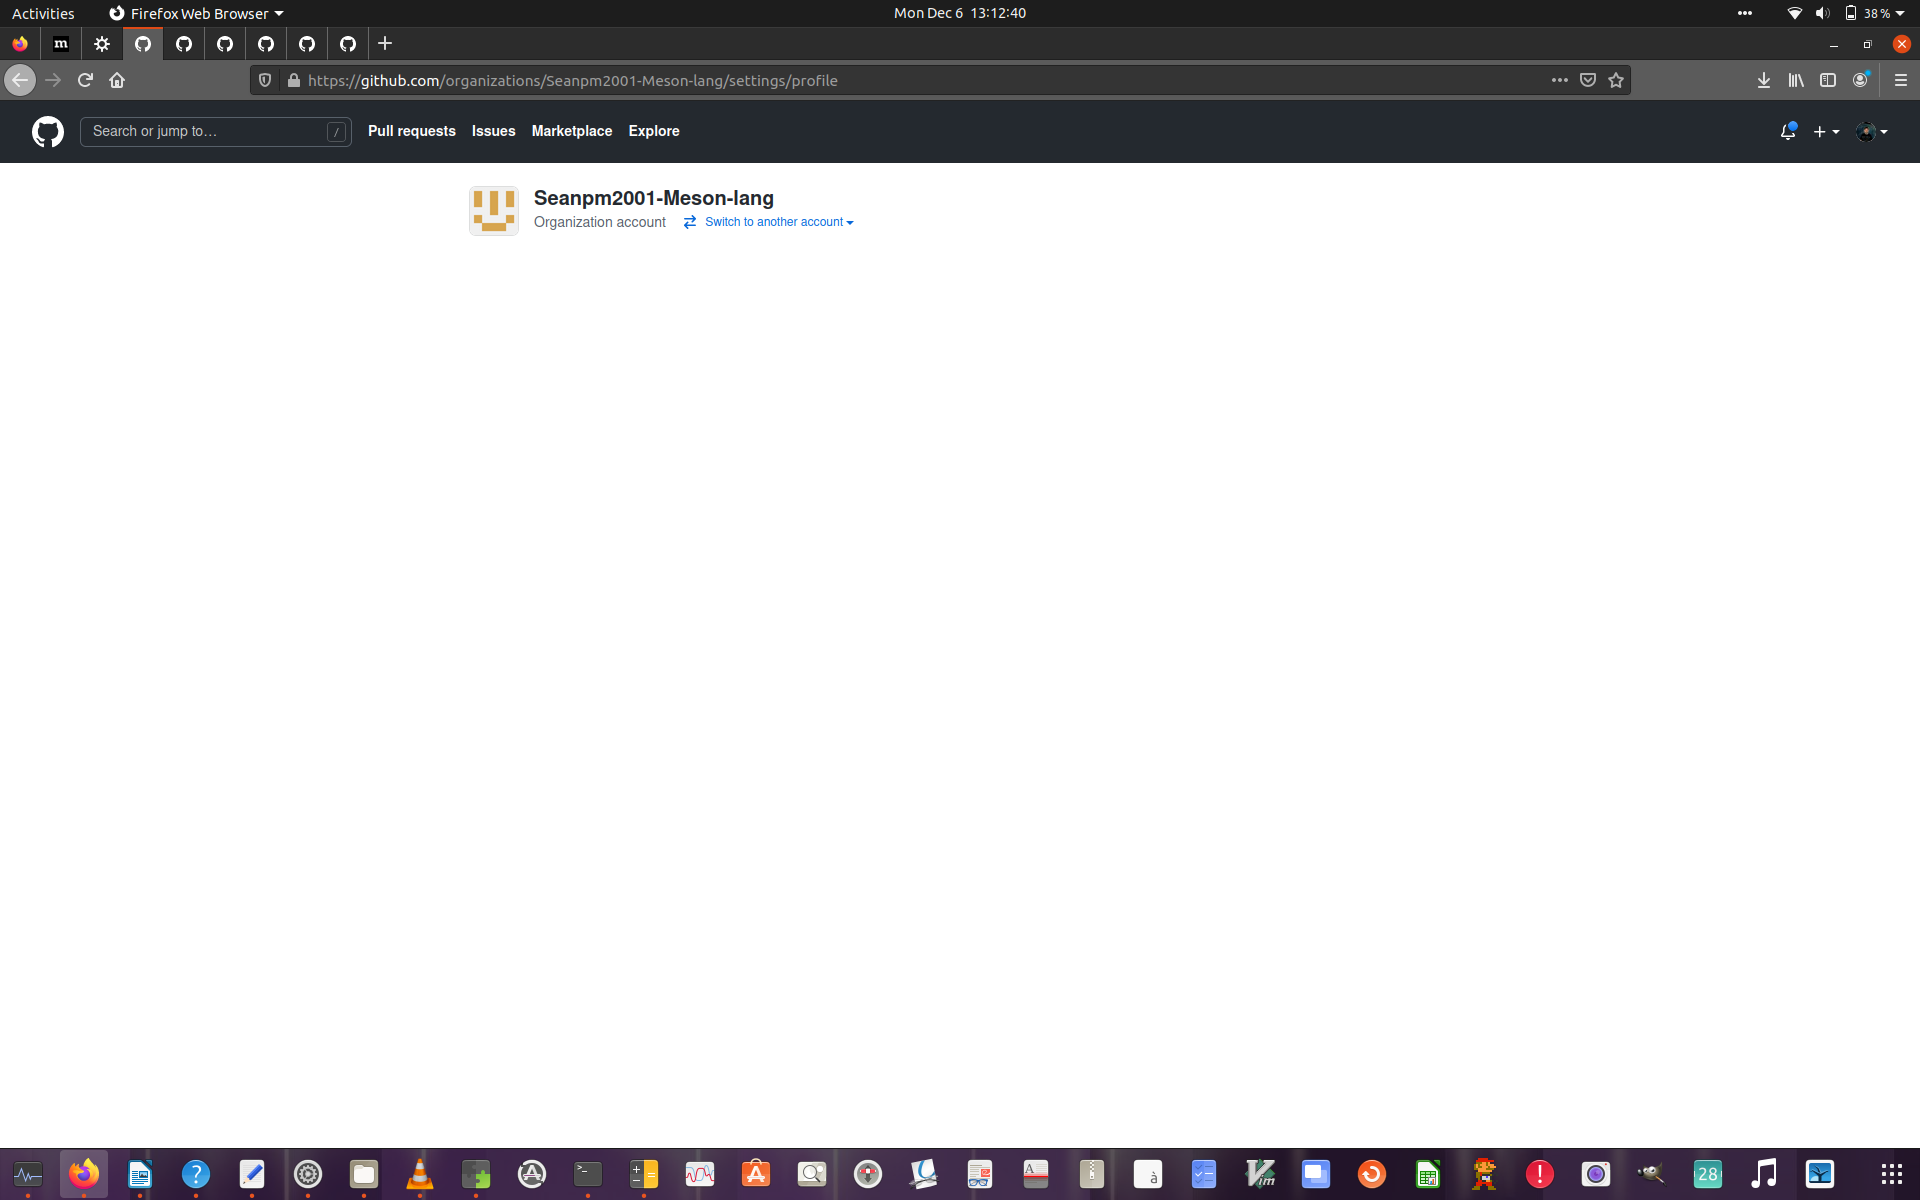 Activities
Firefox Web Browser
Mon Dec 6 13:12:40
38 %
m
https://github.com/organizations/Seanpm2001-Meson-lang/settings/profile
Search or jump to…
/
Pull requests
Issues
Marketplace
Explore
Seanpm2001-Meson-lang
Organization account
Switch to another account
?
>_
A
à
Vim
!
28